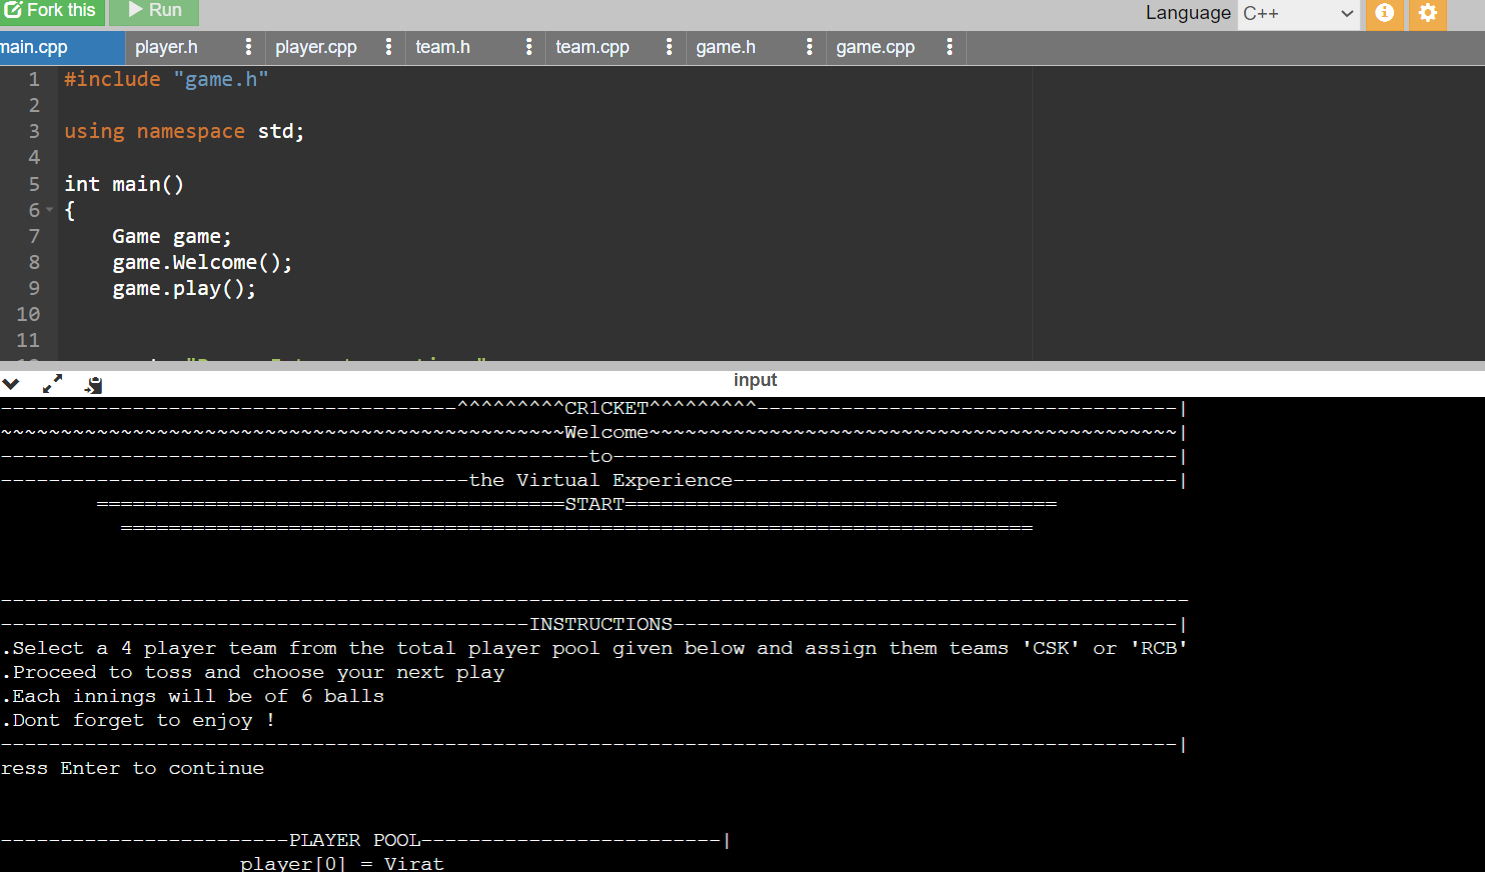 Fork this Run Language C++
main.cpp player.h player.cpp team.h team.cpp game.h game.cpp
1 #include "game.h"
2
3 using namespace std;
4
5 int main()
6 {
7 Game game;
8 game.Welcome();
9 game.play();
10
11
input
--------------------------------------^^^^^^^^^CR1CKET^^^^^^^^^-----------------------------------|
~~~~~~~~~~~~~~~~~~~~~~~~~~~~~~~~~~~~~~~~~~~~~~~Welcome~~~~~~~~~~~~~~~~~~~~~~~~~~~~~~~~~~~~~~~~~~~~|
-------------------------------------------------to-----------------------------------------------|
---------------------------------------the Virtual Experience-------------------------------------|
=======================================START====================================
============================================================================
---------------------------------------------------------------------------------------------------
--------------------------------------------INSTRUCTIONS------------------------------------------|
.Select a 4 player team from the total player pool given below and assign them teams 'CSK' or 'RCB'
.Proceed to toss and choose your next play
.Each innings will be of 6 balls
.Dont forget to enjoy !
--------------------------------------------------------------------------------------------------|
ress Enter to continue
------------------------PLAYER POOL-------------------------|
player[0] = Virat